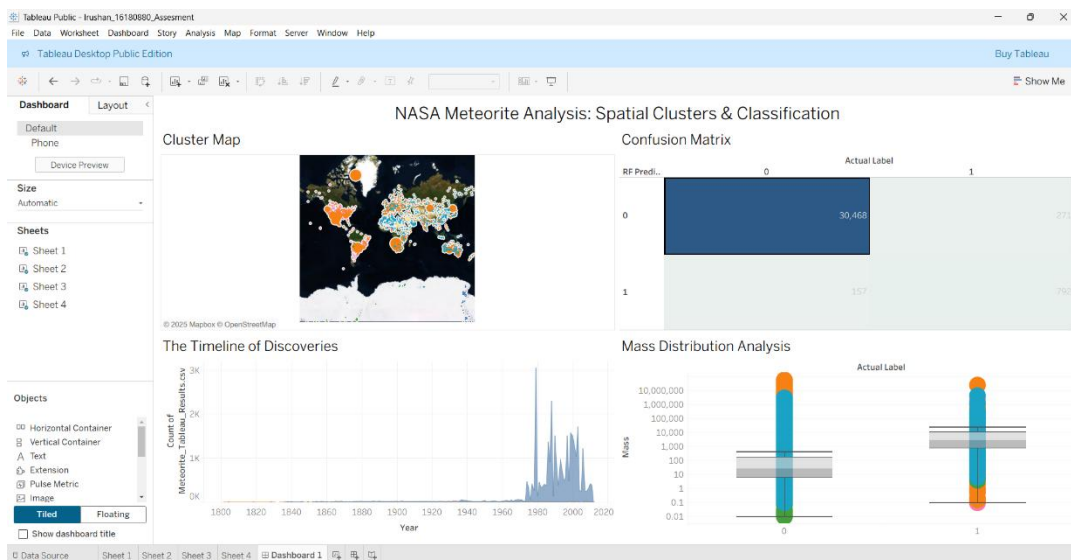 Tableau Public - Irushan_16180880_Assesment
File Data Worksheet Dashboard Story Analysis Map Format Server Window Help
Tableau Desktop Public Edition
Buy Tableau
Show Me
Dashboard Layout
Default
Phone
Device Preview
Size
Automatic
Sheets
Sheet 1
Sheet 2
Sheet 3
Sheet 4
Objects
Horizontal Container
Vertical Container
Text
Extension
Pulse Metric
Image
Tiled Floating
Show dashboard title
NASA Meteorite Analysis: Spatial Clusters & Classification
Cluster Map
© 2025 Mapbox © OpenStreetMap
Confusion Matrix
Actual Label
RF Predi.. 0 1
0 30,468 271
1 157 792
The Timeline of Discoveries
Count of
Meteorite_Tableau_Results.csv
3K
2K
1K
0K
1800 1820 1840 1860 1880 1900 1920 1940 1960 1980 2000 2020
Year
Mass Distribution Analysis
Actual Label
Mass
10,000,000
1,000,000
100,000
10,000
1,000
100
10
1
0.1
0.01
0 1
Data Source Sheet 1 Sheet 2 Sheet 3 Sheet 4 Dashboard 1